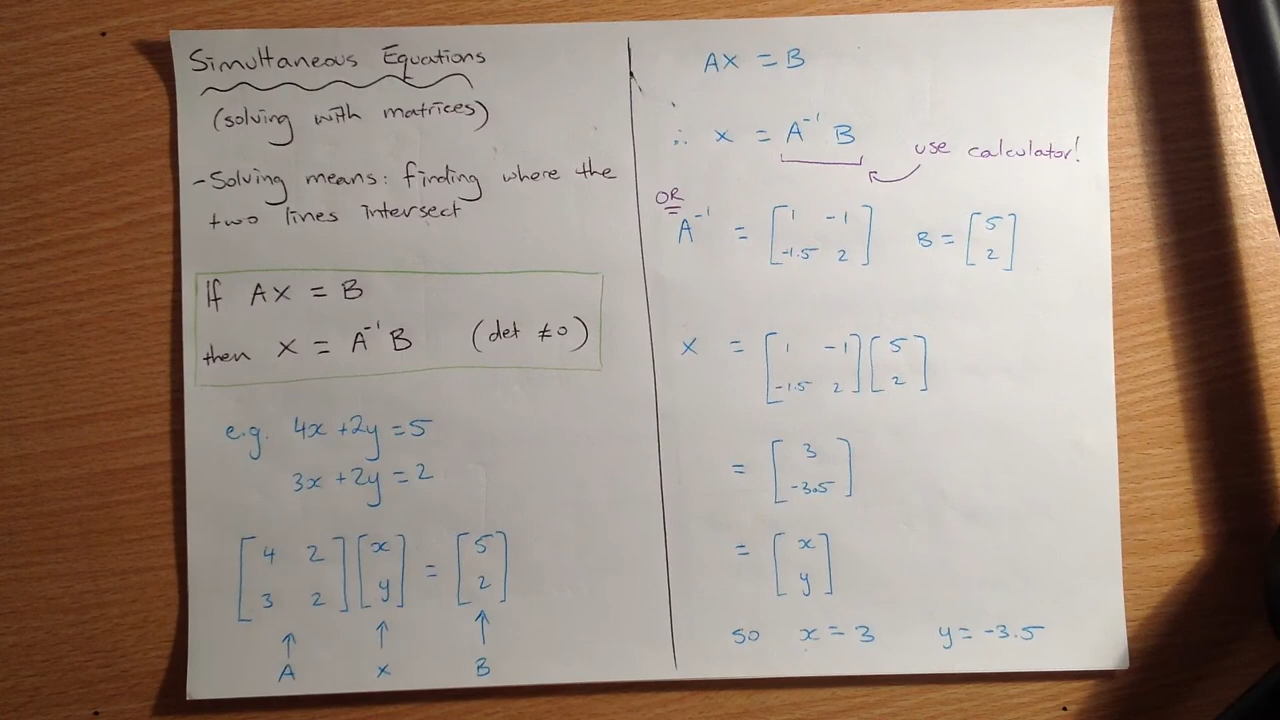 Simultaneous Equations
(solving with matrices)
-Solving means: finding where the
two lines intersect
If AX = B
then X = A⁻¹B (det ≠0)
e.g. 4x +2y =5
3x +2y = 2
[4 2] [x] = [5]
[3 2] [y] [2]
↑ ↑ ↑
A X B
AX = B
∴ X = A⁻¹ B
use calculator!
OR
A⁻¹ = [1 -1] B = [5]
[-1.5 2] [2]
X = [1 -1] [5]
[-1.5 2] [2]
= [3]
[-3.5]
= [x]
[y]
so x = 3 y = -3.5